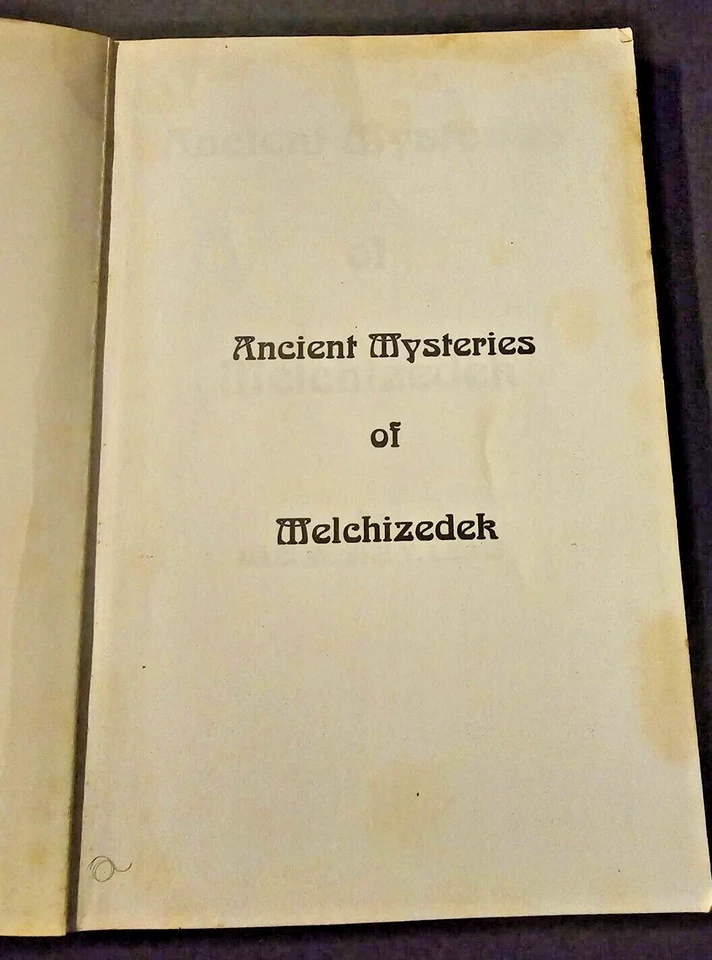 Ancient Mysteries
of
Melchizedek